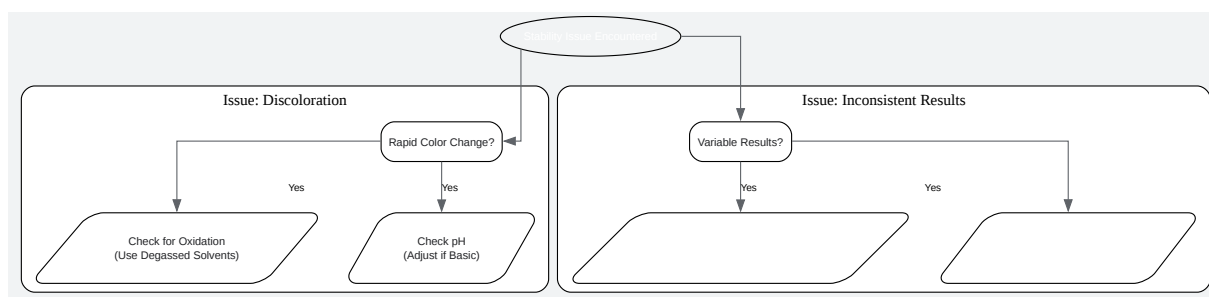 Stability Issue Encountered
Issue: Discoloration
Issue: Inconsistent Results
Rapid Color Change?
Variable Results?
Yes
Yes
Yes
Yes
Check for Oxidation
(Use Degassed Solvents)
Check pH
(Adjust if Basic)